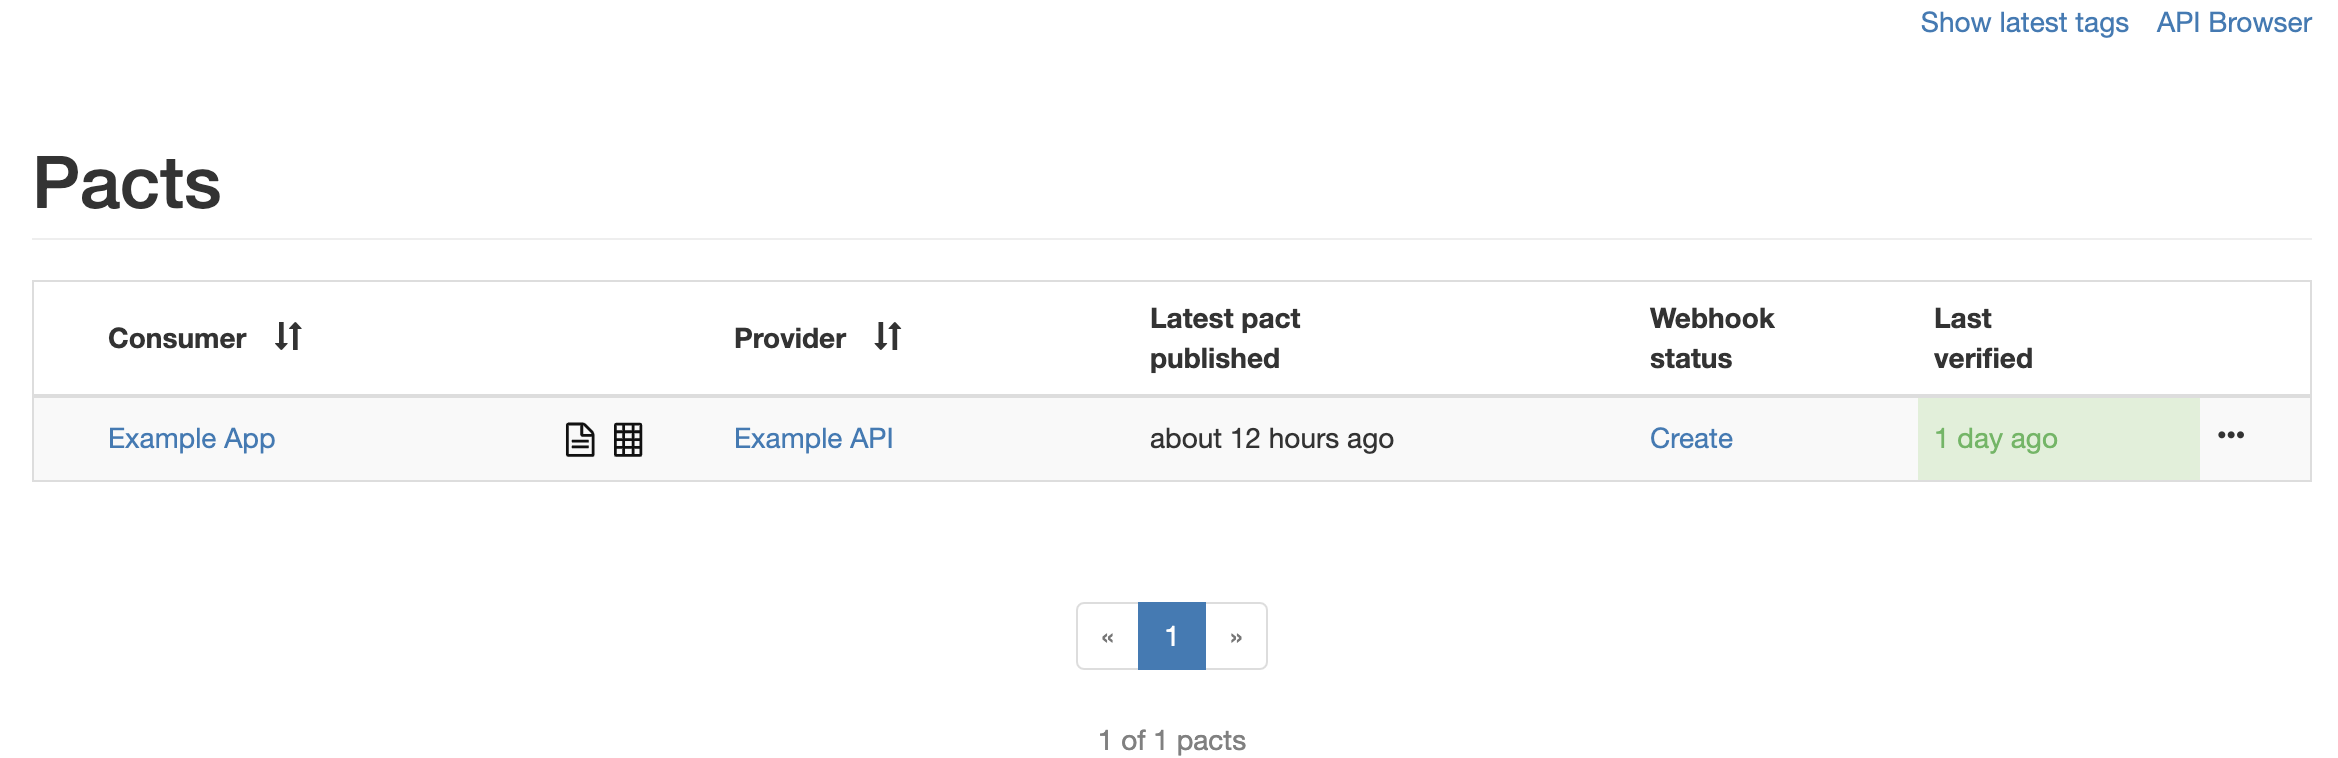 Show latest tags API Browser
Pacts
Consumer Provider Latest pact published Webhook status Last verified
Example App Example API about 12 hours ago Create 1 day ago •••
« 1 »
1 of 1 pacts